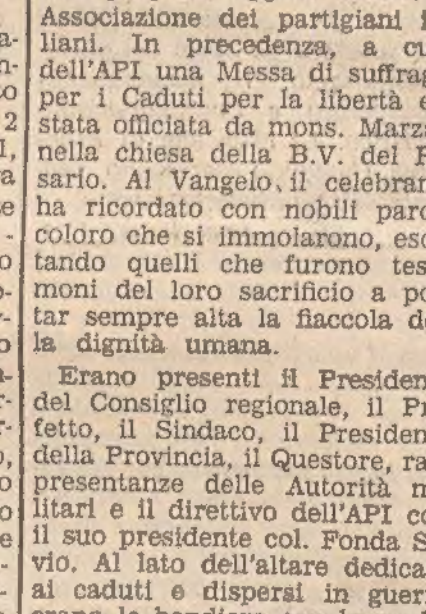 Associazione dei partigiani
liani. In precedenza, a cu
dell'API una Messa di suffrag
per i Caduti per la libertà è
stata officiata da mons. Marza
nella chiesa della B.V. del R
sario. Al Vangelo, il celebran
ha ricordato con nobili paro
coloro che si immolarono, eso
tando quelli che furono tes
moni del loro sacrificio a po
tar sempre alta la fiaccola de
la dignità umana.
Erano presenti il Presiden
del Consiglio regionale, il Pr
fetto, il Sindaco, il Presiden
della Provincia, il Questore, ra
presentanze delle Autorità m
litari e il direttivo dell'API co
il suo presidente col. Fonda S
vio. Al lato dell'altare dedica
ai caduti e dispersi in guer